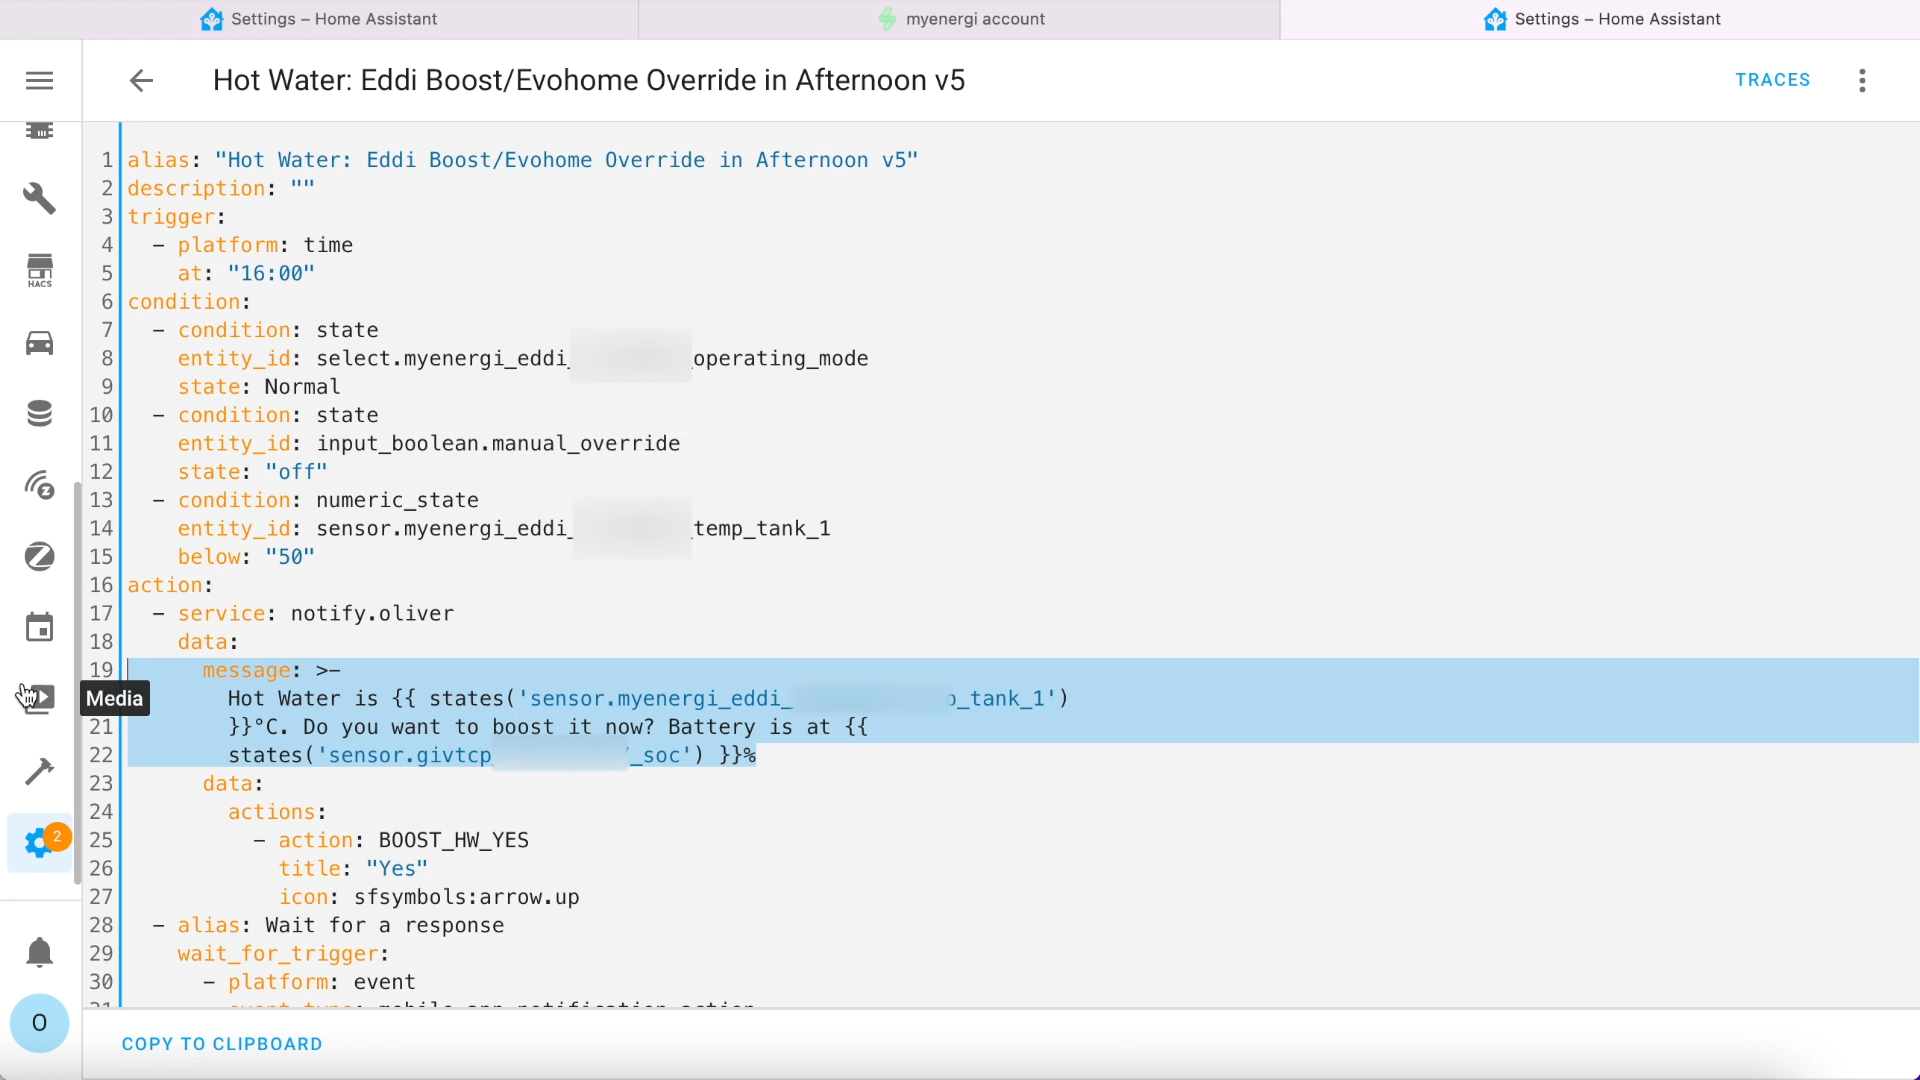 Settings – Home Assistant
myenergi account
Settings – Home Assistant
Hot Water: Eddi Boost/Evohome Override in Afternoon v5
TRACES
HACS
Media
2
O
1 alias: "Hot Water: Eddi Boost/Evohome Override in Afternoon v5"
2 description: ""
3 trigger:
4 - platform: time
5 at: "16:00"
6 condition:
7 - condition: state
8 entity_id: select.myenergi_eddi_ operating_mode
9 state: Normal
10 - condition: state
11 entity_id: input_boolean.manual_override
12 state: "off"
13 - condition: numeric_state
14 entity_id: sensor.myenergi_eddi_ temp_tank_1
15 below: "50"
16 action:
17 - service: notify.oliver
18 data:
19 message: >-
Hot Water is {{ states('sensor.myenergi_eddi_ _tank_1')
21 }}°C. Do you want to boost it now? Battery is at {{
22 states('sensor.givtcp_ _soc') }}%
23 data:
24 actions:
25 - action: BOOST_HW_YES
26 title: "Yes"
27 icon: sfsymbols:arrow.up
28 - alias: Wait for a response
29 wait_for_trigger:
30 - platform: event
COPY TO CLIPBOARD